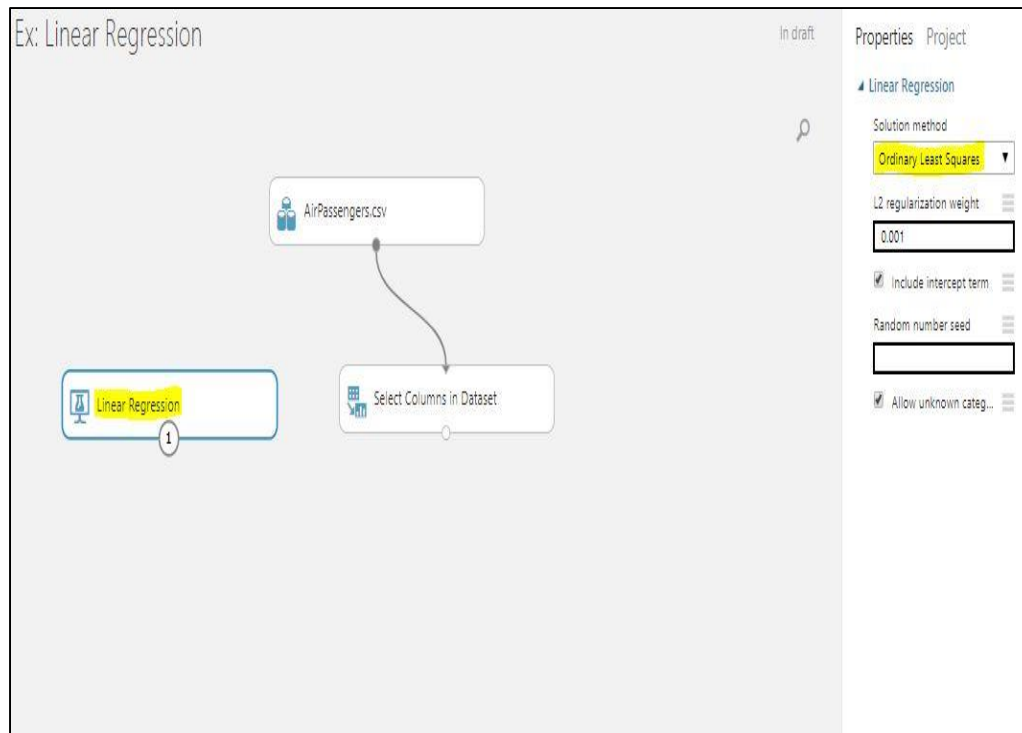 Ex: Linear Regression
In draft
Properties Project
Linear Regression
Solution method
Ordinary Least Squares
L2 regularization weight
0.001
Include intercept term
Random number seed
Allow unknown categ...
AirPassengers.csv
Linear Regression
1
Select Columns in Dataset